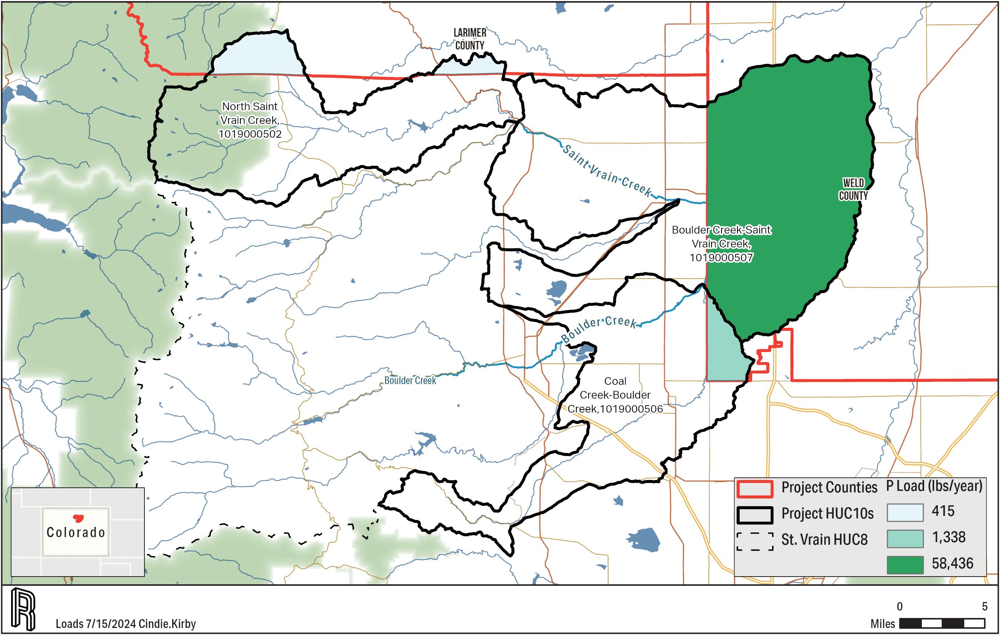 LARIMER
COUNTY
North Saint
Vrain Creek,
1019000502
Saint Vrain Creek
WELD
COUNTY
Boulder Creek-Saint
Vrain Creek,
1019000507
Boulder Creek
Boulder Creek
Coal
Creek-Boulder
Creek,1019000506
Colorado
Project Counties
Project HUC10s
St. Vrain HUC8
P Load (lbs/year)
415
1,338
58,436
R
Loads 7/15/2024 Cindie.Kirby
0 5
Miles